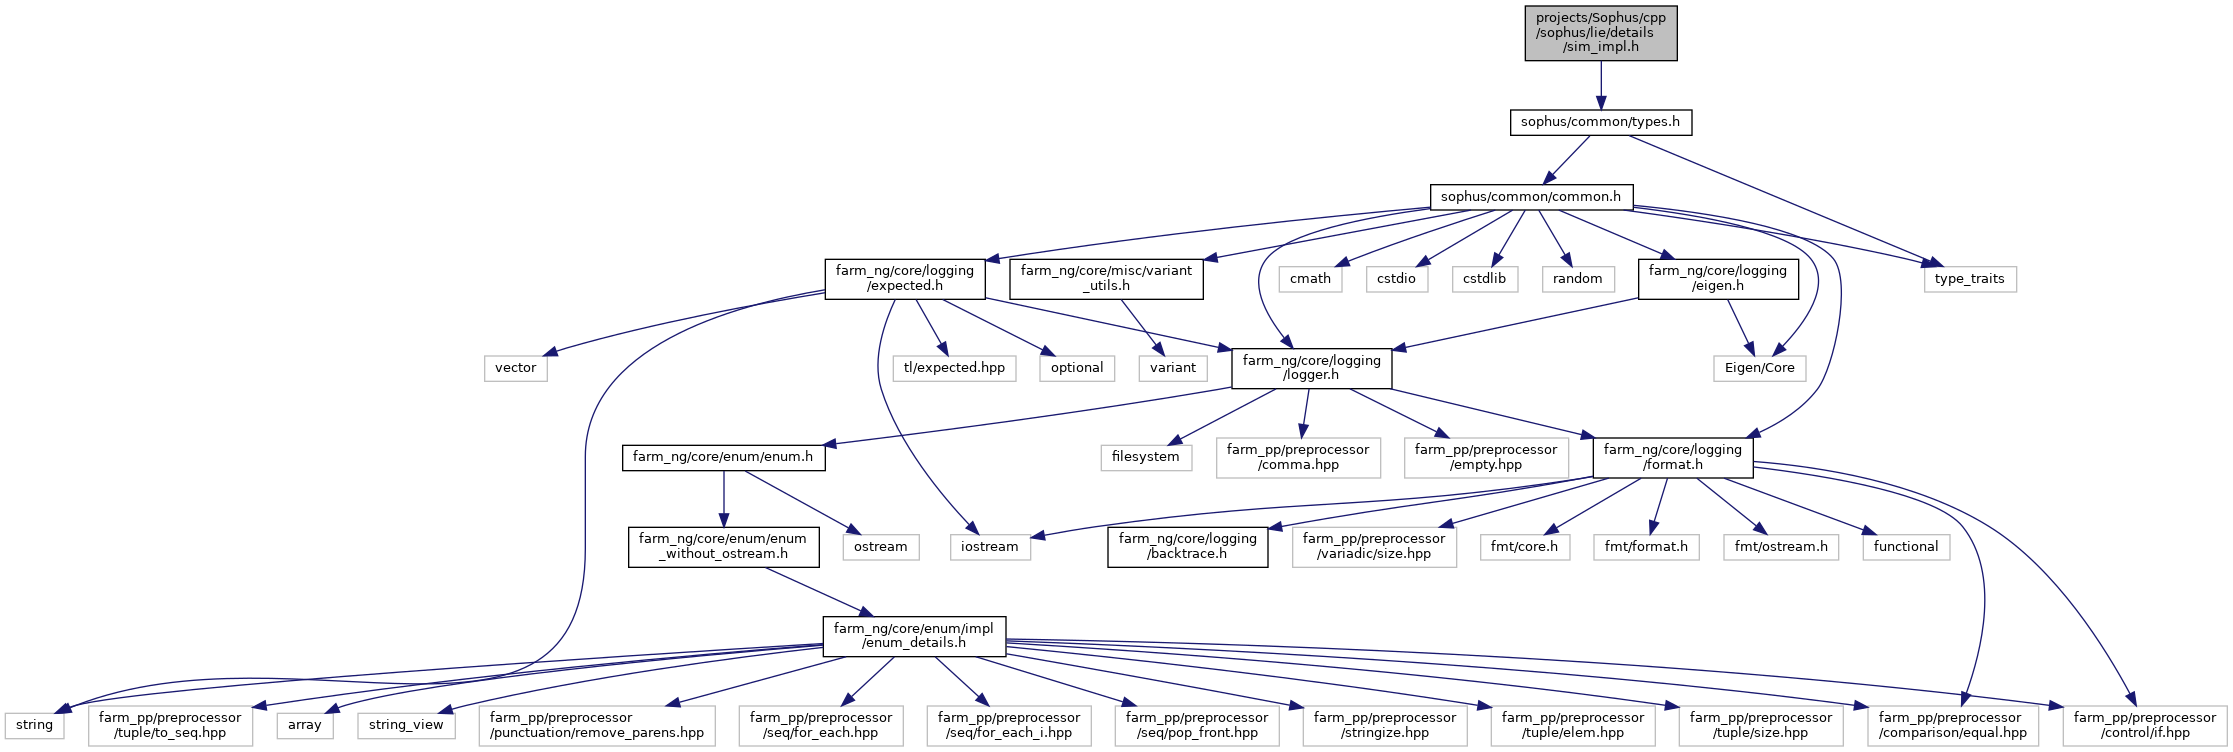 projects/Sophus/cpp
/sophus/lie/details
/sim_impl.h
sophus/common/types.h
sophus/common/common.h
farm_ng/core/logging
/expected.h
farm_ng/core/misc/variant
_utils.h
cmath
cstdio
cstdlib
random
farm_ng/core/logging
/eigen.h
type_traits
vector
tl/expected.hpp
optional
variant
farm_ng/core/logging
/logger.h
Eigen/Core
farm_ng/core/enum/enum.h
filesystem
farm_pp/preprocessor
/comma.hpp
farm_pp/preprocessor
/empty.hpp
farm_ng/core/logging
/format.h
farm_ng/core/enum/enum
_without_ostream.h
ostream
iostream
farm_ng/core/logging
/backtrace.h
farm_pp/preprocessor
/variadic/size.hpp
fmt/core.h
fmt/format.h
fmt/ostream.h
functional
farm_ng/core/enum/impl
/enum_details.h
string
farm_pp/preprocessor
/tuple/to_seq.hpp
array
string_view
farm_pp/preprocessor
/punctuation/remove_parens.hpp
farm_pp/preprocessor
/seq/for_each.hpp
farm_pp/preprocessor
/seq/for_each_i.hpp
farm_pp/preprocessor
/seq/pop_front.hpp
farm_pp/preprocessor
/stringize.hpp
farm_pp/preprocessor
/tuple/elem.hpp
farm_pp/preprocessor
/tuple/size.hpp
farm_pp/preprocessor
/comparison/equal.hpp
farm_pp/preprocessor
/control/if.hpp